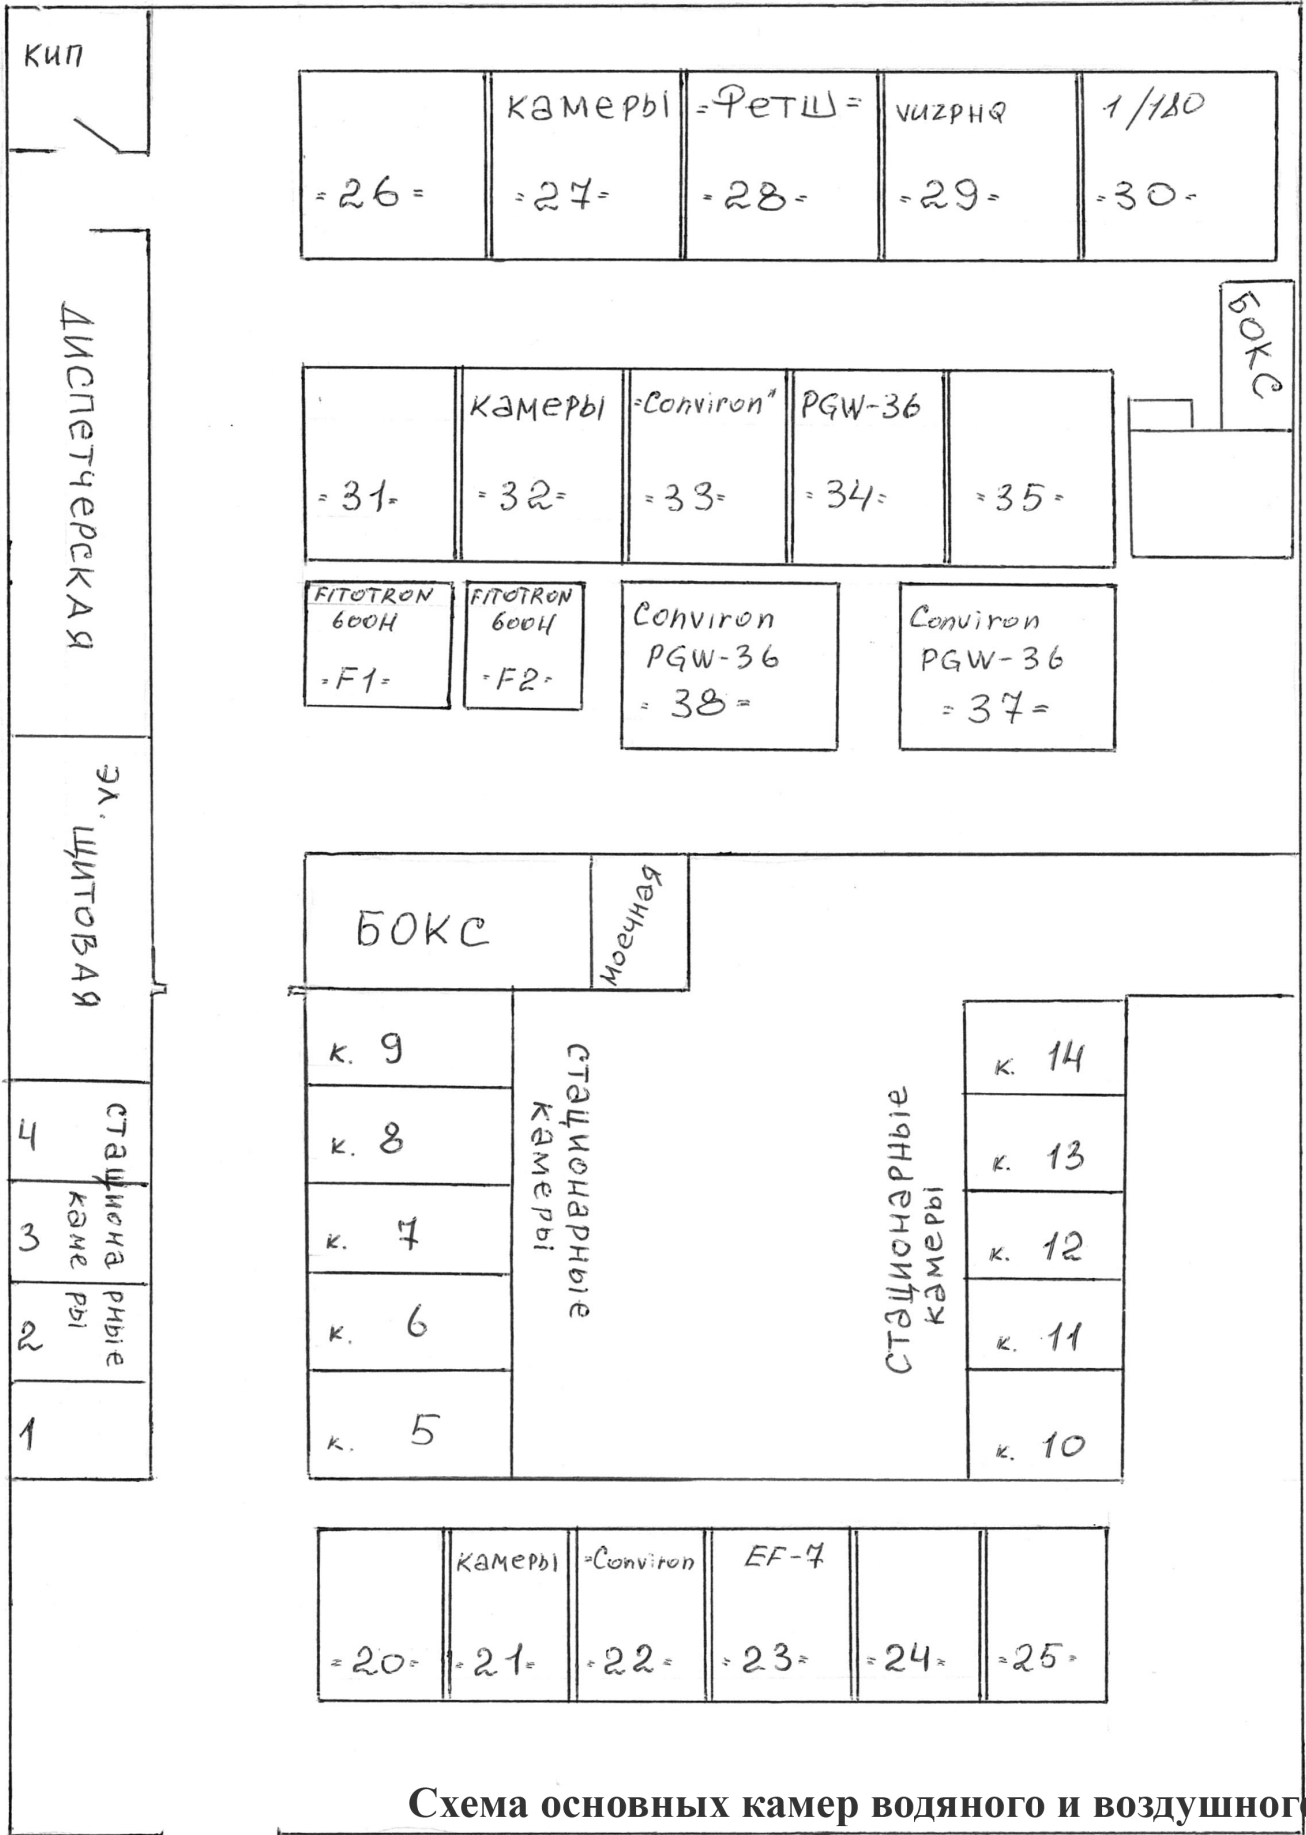 КИП
камеры
=Фетш=
VUZPHQ
1/180
=26=
=27=
=28=
=29=
=30=
БОКС
ДИСПЕТЧЕРСКАЯ
камеры
=Conviron"
PGW-36
=31=
=32=
=33=
=34=
=35=
FITOTRON
600H
=F1=
FITOTRON
600H
=F2=
Conviron
PGW-36
=38=
Conviron
PGW-36
=37=
ЭЛ.
ЩИТОВАЯ
БОКС
Моечная
к. 9
к. 8
к. 7
к. 6
к. 5
стационарные
камеры
стационарные
камеры
к. 14
к. 13
к. 12
к. 11
к. 10
4
3
2
1
стационарные
камеры
камеры
=Conviron
EF-7
=20=
=21=
=22=
=23=
=24=
=25=
Схема основных камер водяного и воздушног